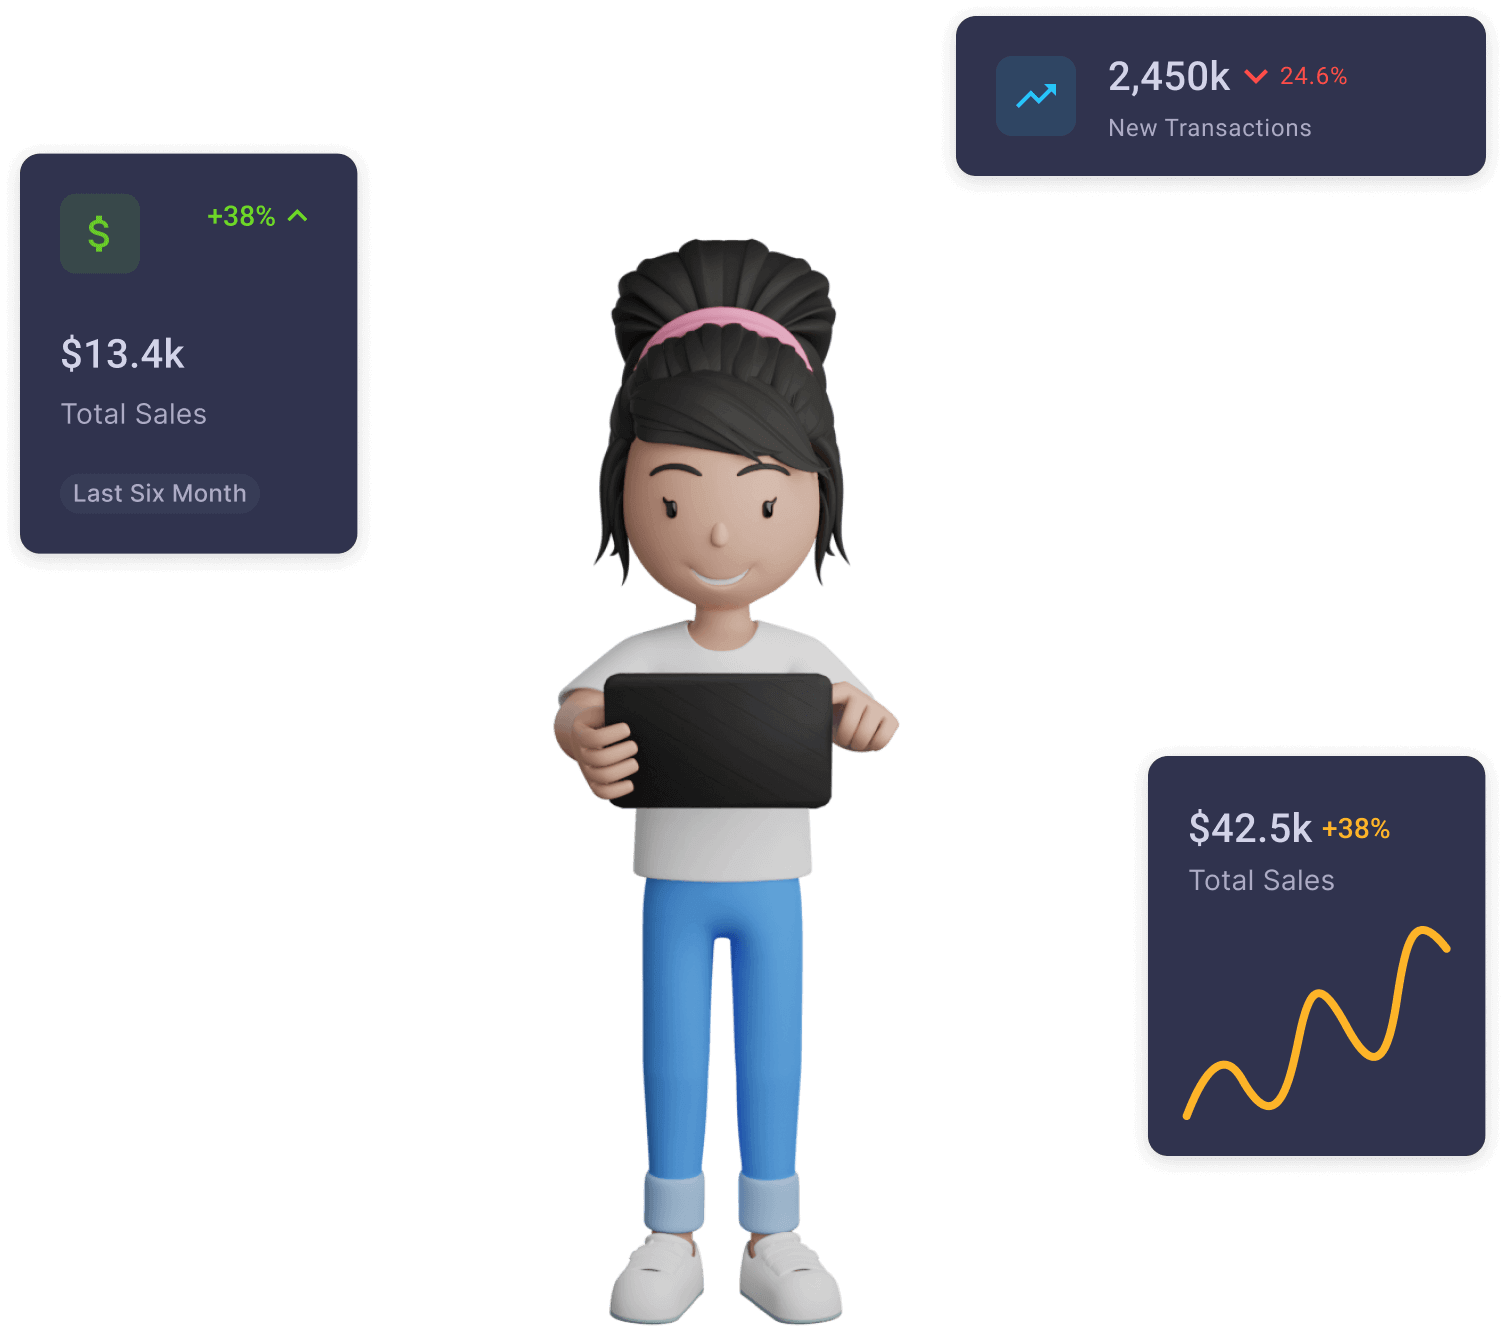 2,450k 24.6%
New Transactions
$
+38%
$13.4k
Total Sales
Last Six Month
$42.5k +38%
Total Sales